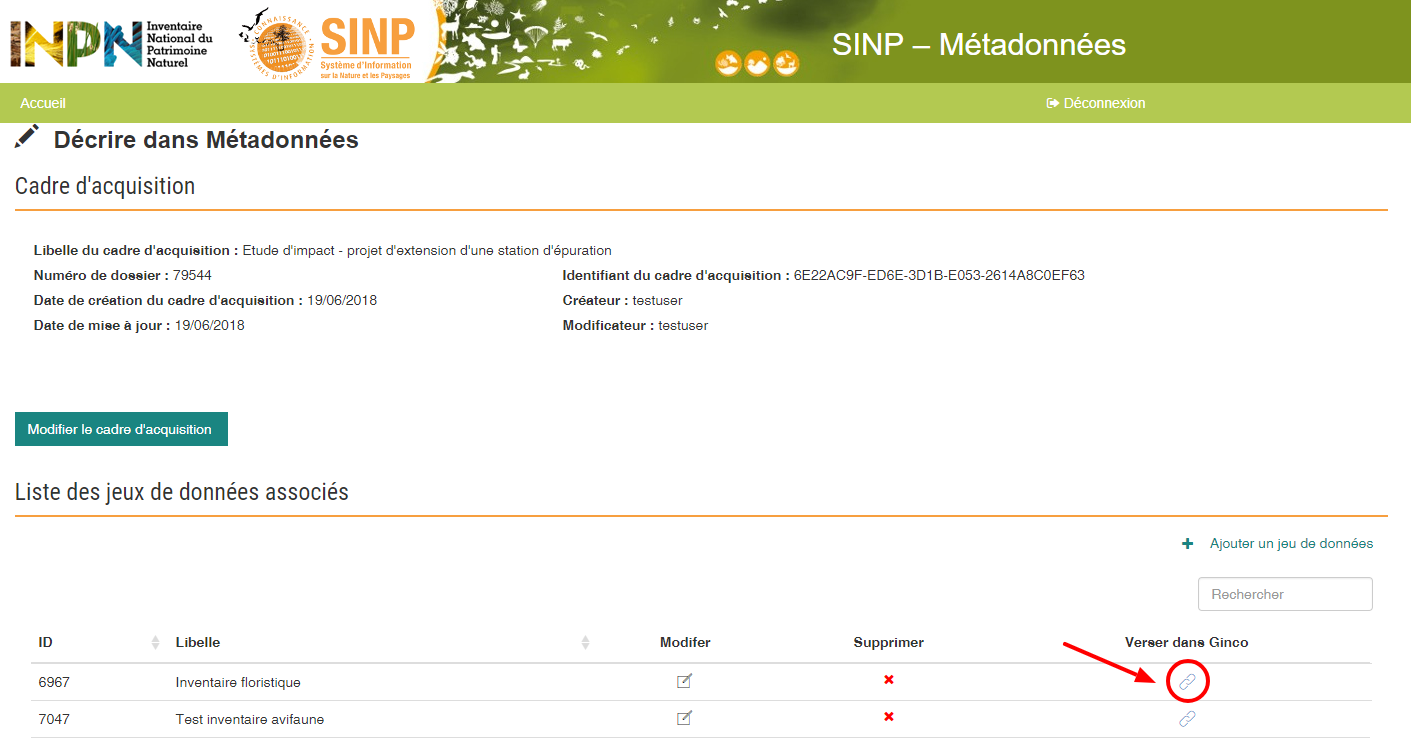 INPN Inventaire National du Patrimoine Naturel
SINP
Système d'Information
sur la Nature et les Paysages
SINP – Métadonnées
Accueil
Déconnexion
Décrire dans Métadonnées
Cadre d'acquisition
Libelle du cadre d'acquisition : Etude d'impact - projet d'extension d'une station d'épuration
Numéro de dossier : 79544
Identifiant du cadre d'acquisition : 6E22AC9F-ED6E-3D1B-E053-2614A8C0EF63
Date de création du cadre d'acquisition : 19/06/2018
Créateur : testuser
Date de mise à jour : 19/06/2018
Modificateur : testuser
Modifier le cadre d'acquisition
Liste des jeux de données associés
Ajouter un jeu de données
Rechercher
ID Libelle Modifer Supprimer Verser dans Ginco
6967 Inventaire floristique
7047 Test inventaire avifaune